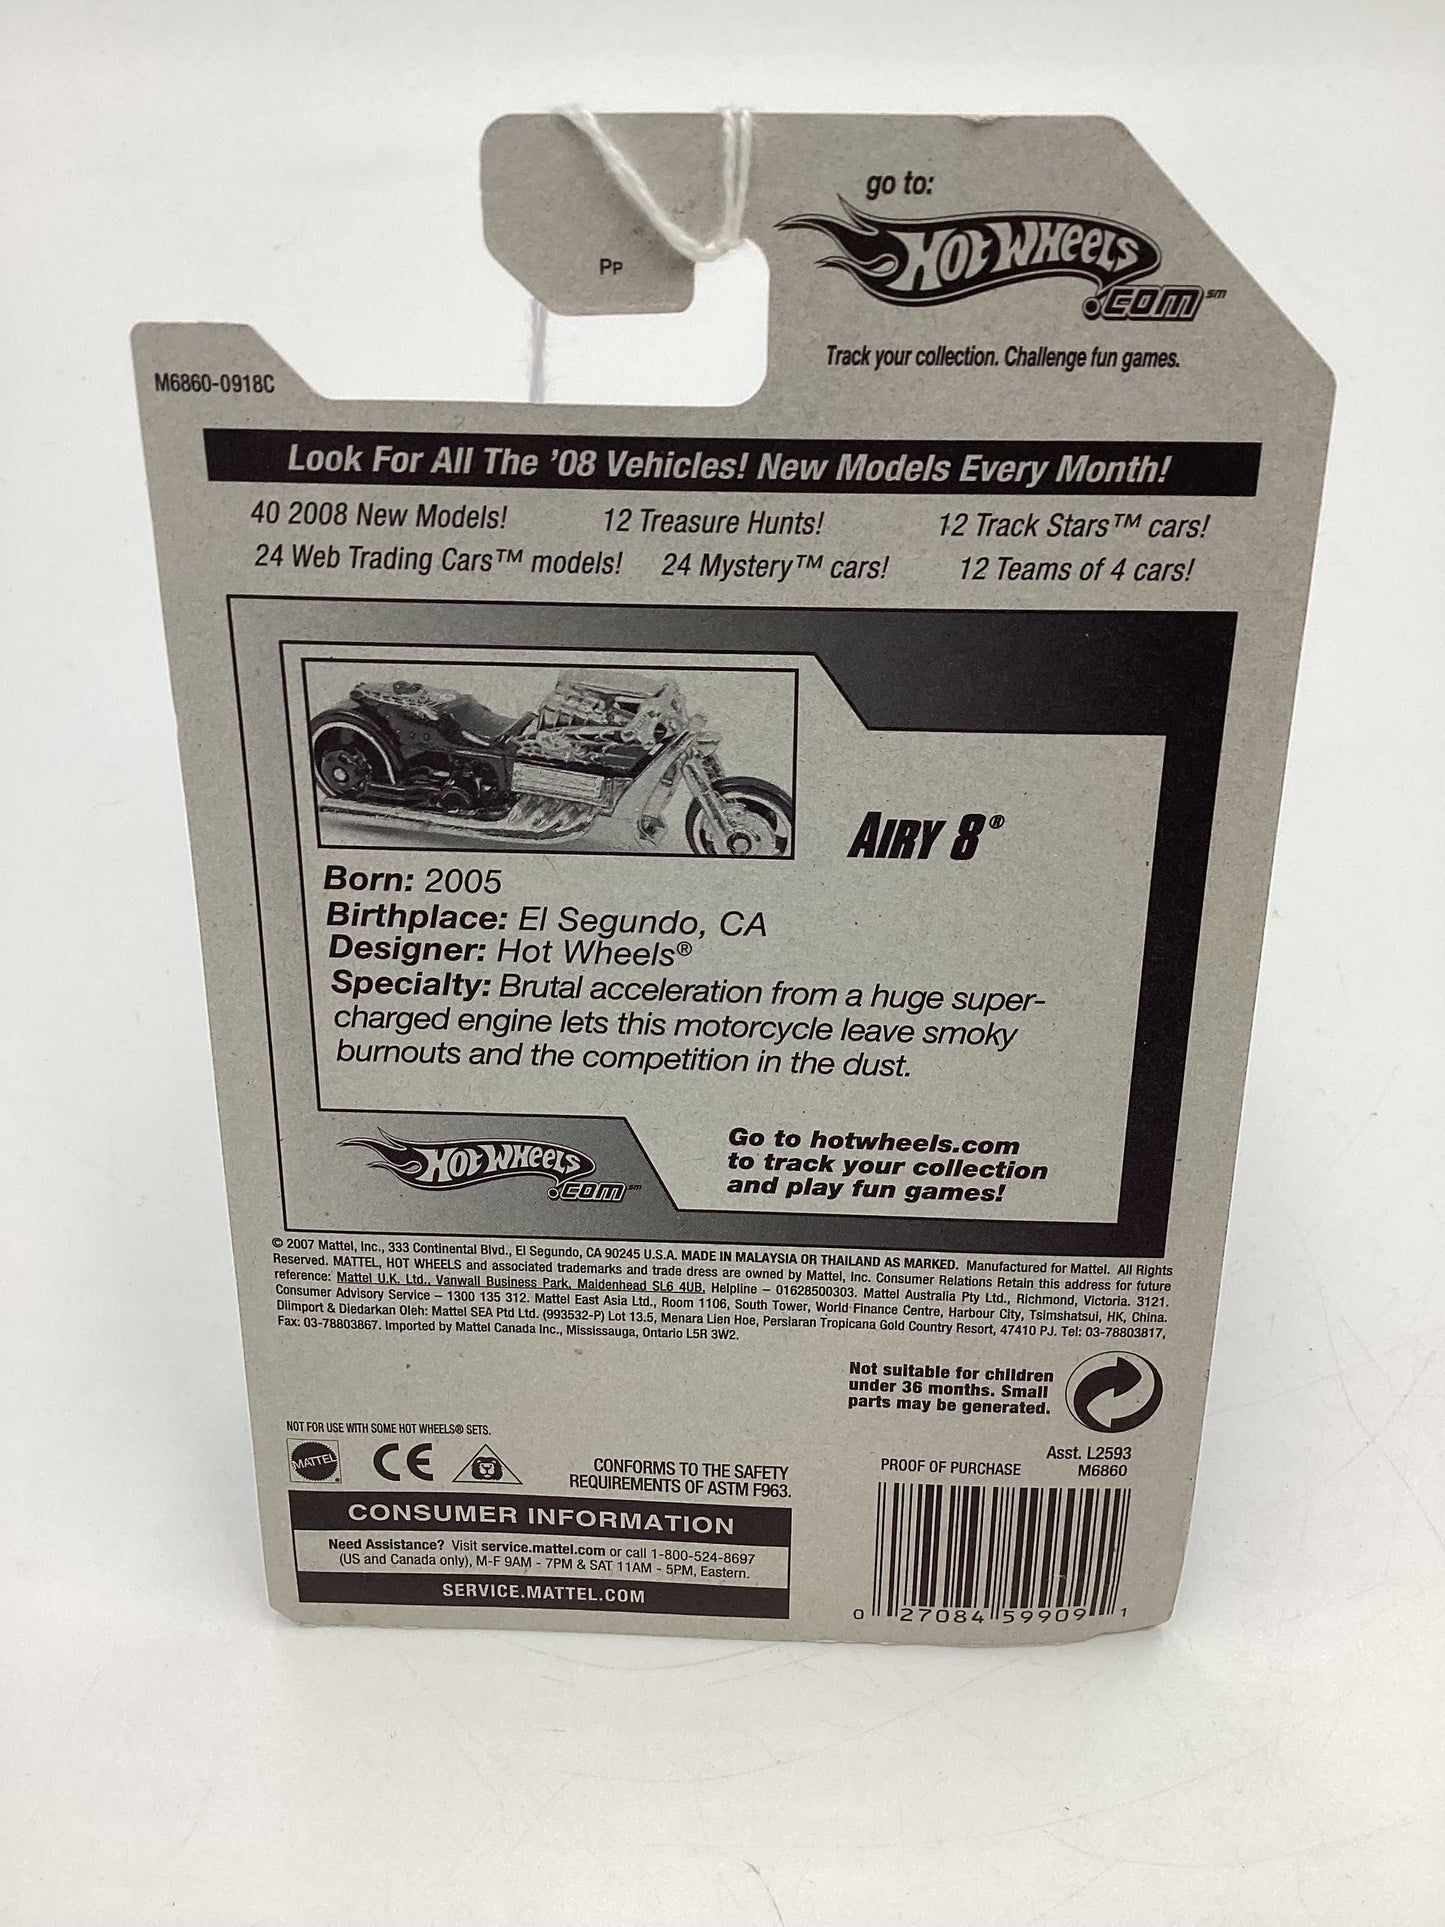 go to:
HOT WHEELS
.COM℠
Track your collection. Challenge fun games.
PP
M6860-0918C
Look For All The '08 Vehicles! New Models Every Month!
40 2008 New Models! 12 Treasure Hunts! 12 Track Stars™ cars!
24 Web Trading Cars™ models! 24 Mystery™ cars! 12 Teams of 4 cars!
AIRY 8®
Born: 2005
Birthplace: El Segundo, CA
Designer: Hot Wheels®
Specialty: Brutal acceleration from a huge super-
charged engine lets this motorcycle leave smoky
burnouts and the competition in the dust.
HOT WHEELS
.COM℠
Go to hotwheels.com
to track your collection
and play fun games!
© 2007 Mattel, Inc., 333 Continental Blvd., El Segundo, CA 90245 U.S.A. MADE IN MALAYSIA OR THAILAND AS MARKED. Manufactured for Mattel. All Rights
Reserved. MATTEL, HOT WHEELS and associated trademarks and trade dress are owned by Mattel, Inc. Consumer Relations Retain this address for future
reference: Mattel U.K. Ltd., Vanwall Business Park, Maidenhead SL6 4UB. Helpline – 01628500303. Mattel Australia Pty Ltd., Richmond, Victoria. 3121.
Consumer Advisory Service – 1300 135 312. Mattel East Asia Ltd., Room 1106, South Tower, World Finance Centre, Harbour City, Tsimshatsui, HK, China.
Diimport & Diedarkan Oleh: Mattel SEA Ptd Ltd. (993532-P) Lot 13.5, Menara Lien Hoe, Persiaran Tropicana Gold Country Resort, 47410 PJ. Tel: 03-78803817,
Fax: 03-78803867. Imported by Mattel Canada Inc., Mississauga, Ontario L5R 3W2.
Not suitable for children
under 36 months. Small
parts may be generated.
NOT FOR USE WITH SOME HOT WHEELS® SETS.
MATTEL®
CE
CONFORMS TO THE SAFETY
REQUIREMENTS OF ASTM F963.
CONSUMER INFORMATION
Need Assistance? Visit service.mattel.com or call 1-800-524-8697
(US and Canada only), M-F 9AM - 7PM & SAT 11AM - 5PM, Eastern.
SERVICE.MATTEL.COM
Asst. L2593
PROOF OF PURCHASE M6860
0 27084 59909 1